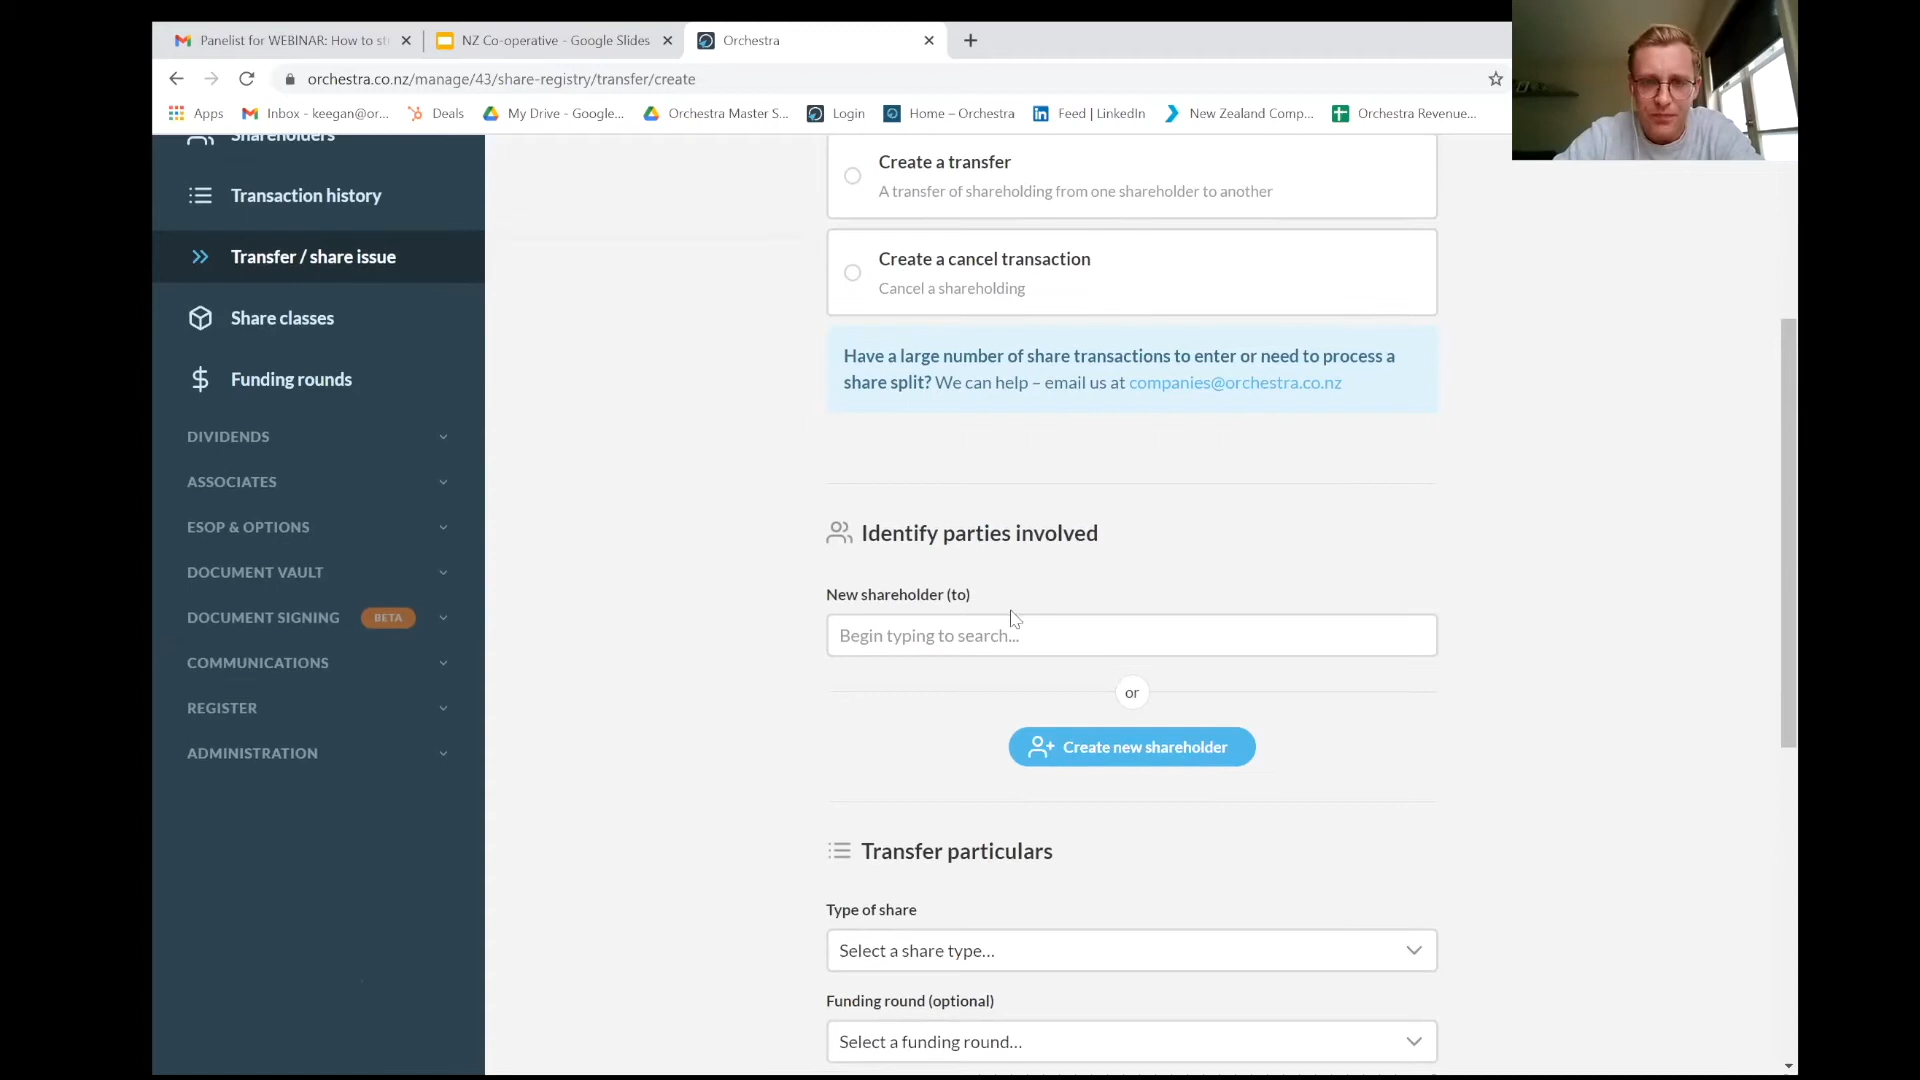 Panelist for WEBINAR: How to st
NZ Co-operative - Google Slides
Orchestra
orchestra.co.nz/manage/43/share-registry/transfer/create
Apps
Inbox - keegan@or...
Deals
My Drive - Google...
Orchestra Master S...
Login
Home – Orchestra
Feed | LinkedIn
New Zealand Comp...
Orchestra Revenue...
Shareholders
Transaction history
Transfer / share issue
Share classes
Funding rounds
DIVIDENDS
ASSOCIATES
ESOP & OPTIONS
DOCUMENT VAULT
DOCUMENT SIGNING BETA
COMMUNICATIONS
REGISTER
ADMINISTRATION
Create a transfer
A transfer of shareholding from one shareholder to another
Create a cancel transaction
Cancel a shareholding
Have a large number of share transactions to enter or need to process a
share split? We can help – email us at companies@orchestra.co.nz
Identify parties involved
New shareholder (to)
Begin typing to search...
or
Create new shareholder
Transfer particulars
Type of share
Select a share type...
Funding round (optional)
Select a funding round...